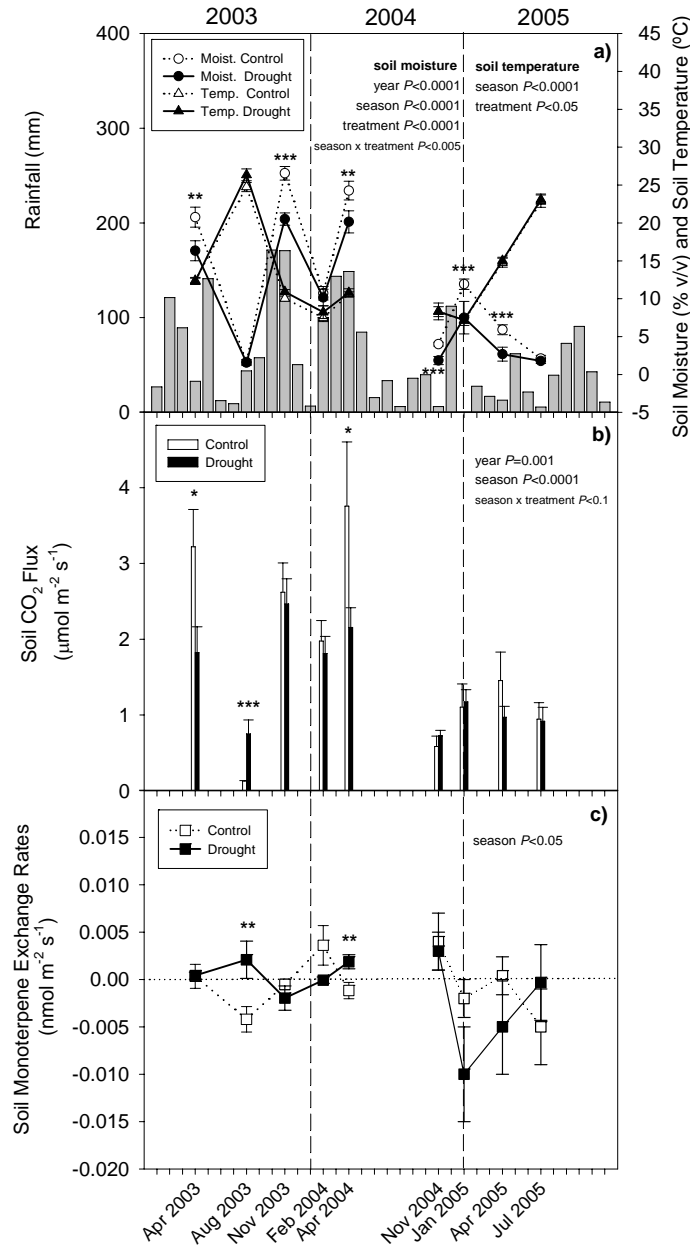 2003 2004 2005
a)
Rainfall (mm)
400
300
200
100
0
Soil Moisture (% v/v) and Soil Temperature (ºC)
45
40
35
30
25
20
15
10
5
0
-5
Moist. Control
Moist. Drought
Temp. Control
Temp. Drought
soil moisture
year P<0.0001
season P<0.0001
treatment P<0.0001
season x treatment P<0.005
soil temperature
season P<0.0001
treatment P<0.05
** *** ** *** *** ***
b)
Soil CO2 Flux
(μmol m-2 s-1)
4
3
2
1
0
Control
Drought
year P=0.001
season P<0.0001
season x treatment P<0.1
* *** *
c)
Soil Monoterpene Exchange Rates
(nmol m-2 s-1)
0.015
0.010
0.005
0.00
-0.005
-0.010
-0.015
-0.020
Control
Drought
season P<0.05
** **
Apr 2003
Aug 2003
Nov 2003
Feb 2004
Apr 2004
Nov 2004
Jan 2005
Apr 2005
Jul 2005